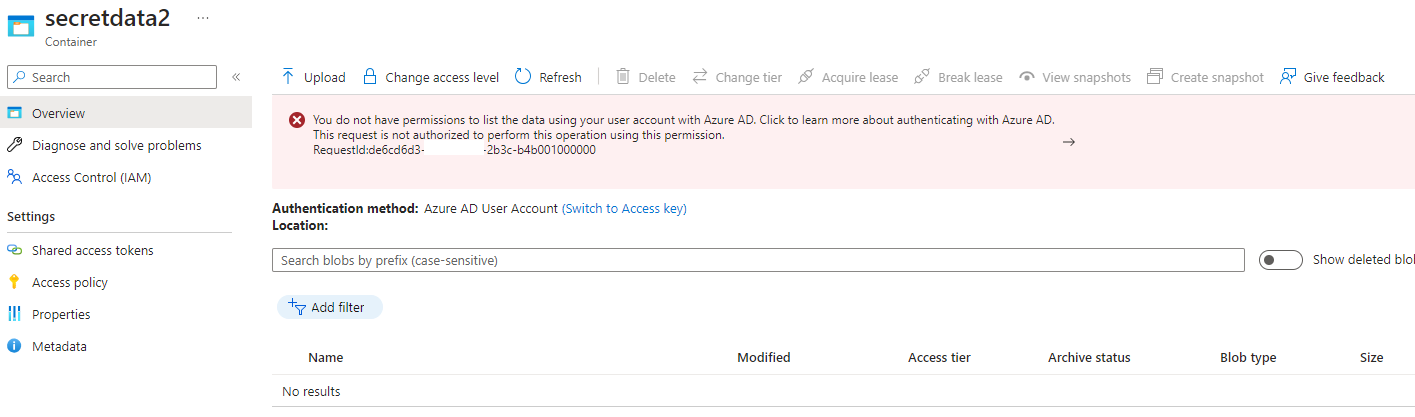 secretdata2 ...
Container
Search
«
Overview
Diagnose and solve problems
Access Control (IAM)
Settings
Shared access tokens
Access policy
Properties
Metadata
Upload Change access level Refresh Delete Change tier Acquire lease Break lease View snapshots Create snapshot Give feedback
You do not have permissions to list the data using your user account with Azure AD. Click to learn more about authenticating with Azure AD.
This request is not authorized to perform this operation using this permission.
RequestId:de6cd6d3- -2b3c-b4b001000000
Authentication method: Azure AD User Account (Switch to Access key)
Location:
Search blobs by prefix (case-sensitive)
Show deleted blo
Add filter
Name Modified Access tier Archive status Blob type Size
No results